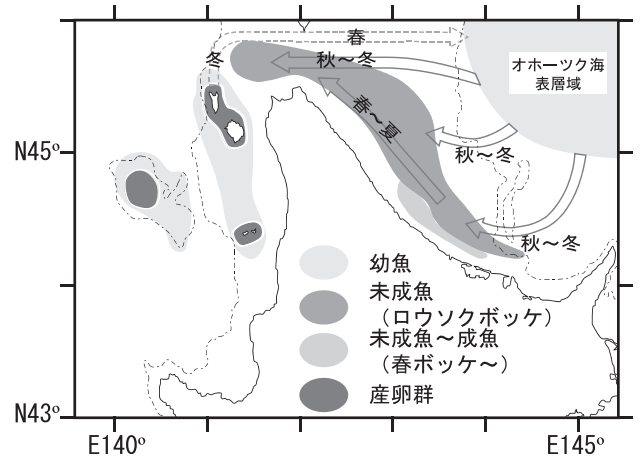 春
冬
秋～冬
オホーツク海
表層域
春～夏
N45°
秋～冬
秋～冬
幼魚
未成魚
（ロウソクボッケ）
未成魚～成魚
（春ボッケ～）
産卵群
N43°
E140°
E145°